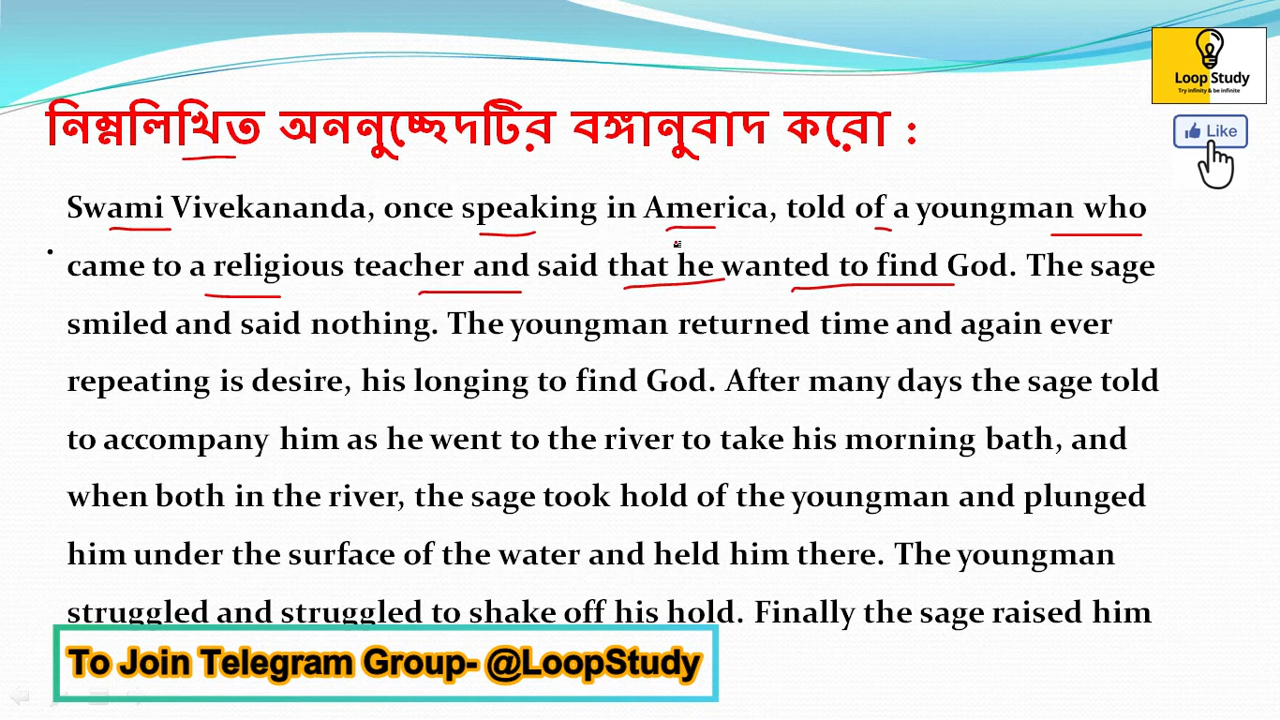 নিম্নলিখিত অননুচ্ছেদটির বঙ্গানুবাদ করো :
Loop Study
Try infinity & be infinite
Like
Swami Vivekananda, once speaking in America, told of a youngman who
came to a religious teacher and said that he wanted to find God. The sage
smiled and said nothing. The youngman returned time and again ever
repeating is desire, his longing to find God. After many days the sage told
to accompany him as he went to the river to take his morning bath, and
when both in the river, the sage took hold of the youngman and plunged
him under the surface of the water and held him there. The youngman
struggled and struggled to shake off his hold. Finally the sage raised him
To Join Telegram Group- @LoopStudy